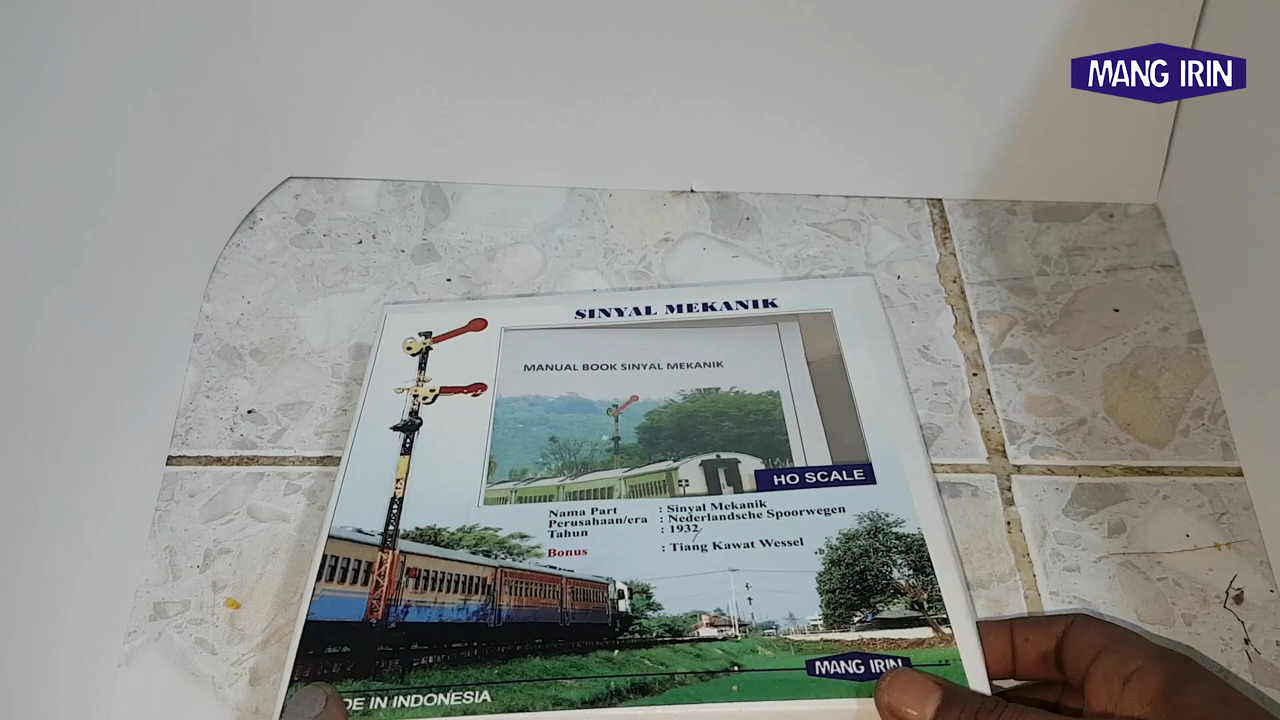 MANG IRIN
SINYAL MEKANIK
MANUAL BOOK SINYAL MEKANIK
HO SCALE
Nama Part : Sinyal Mekanik
Perusahaan/era : Nederlandsche Spoorwegen
Tahun : 1932
Bonus : Tiang Kawat Wessel
MANG IRIN
DE IN INDONESIA